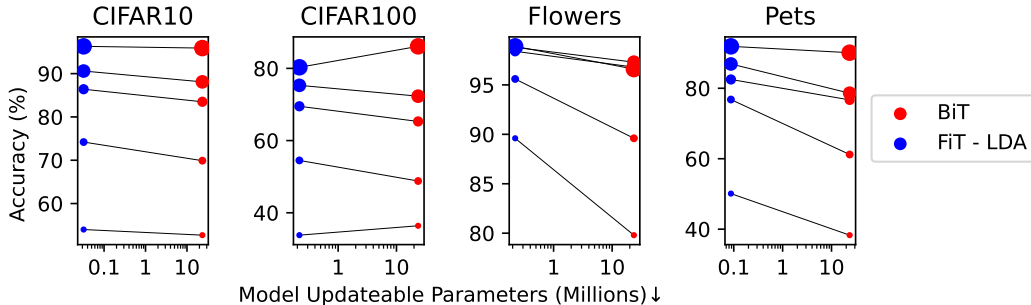 CIFAR10 CIFAR100 Flowers Pets
Accuracy (%)
90
80
70
60
80
60
40
95
90
85
80
80
60
40
BiT
FiT - LDA
0.1 1 10 1 10 1 10 0.1 1 10
Model Updateable Parameters (Millions)↓